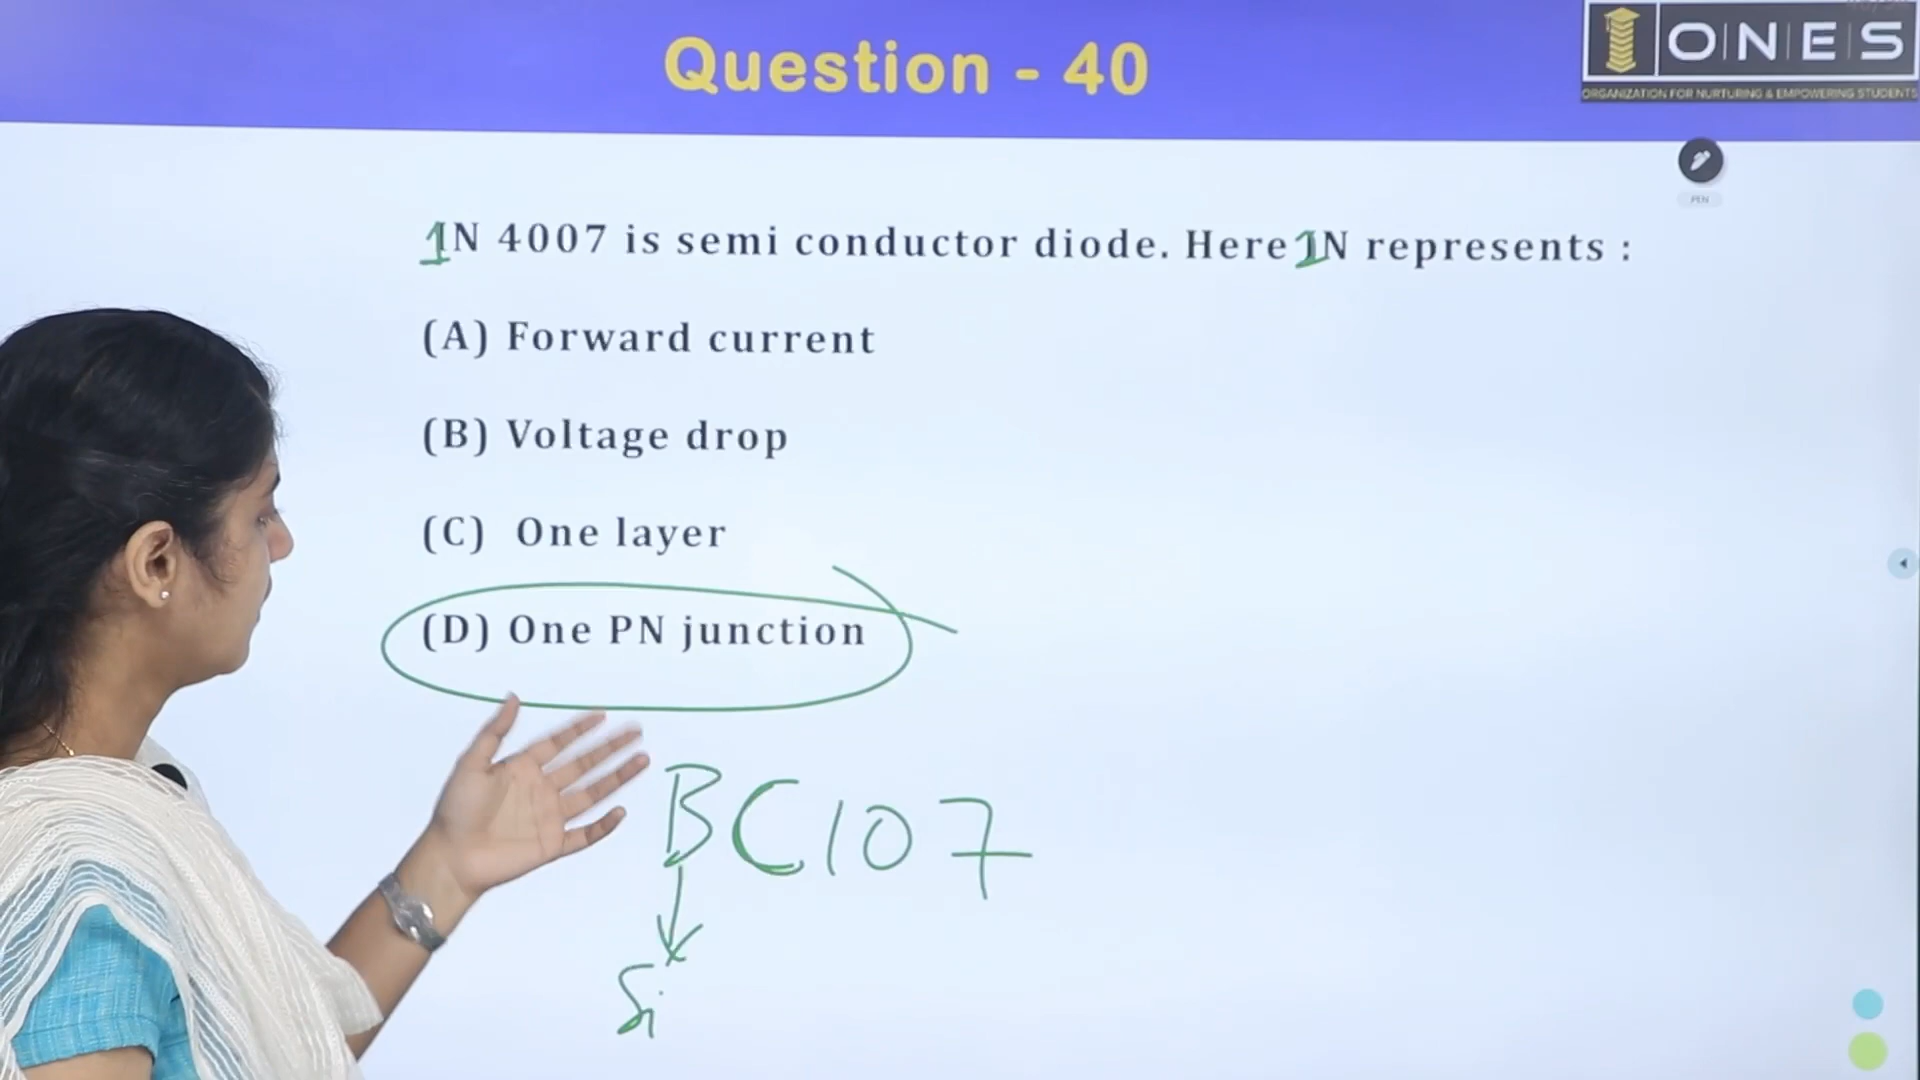 Question - 40
ONES
ORGANIZATION FOR NURTURING & EMPOWERING STUDENTS
PEN
1N 4007 is semi conductor diode. Here 1N represents :
(A) Forward current
(B) Voltage drop
(C) One layer
(D) One PN junction
BC107
Si